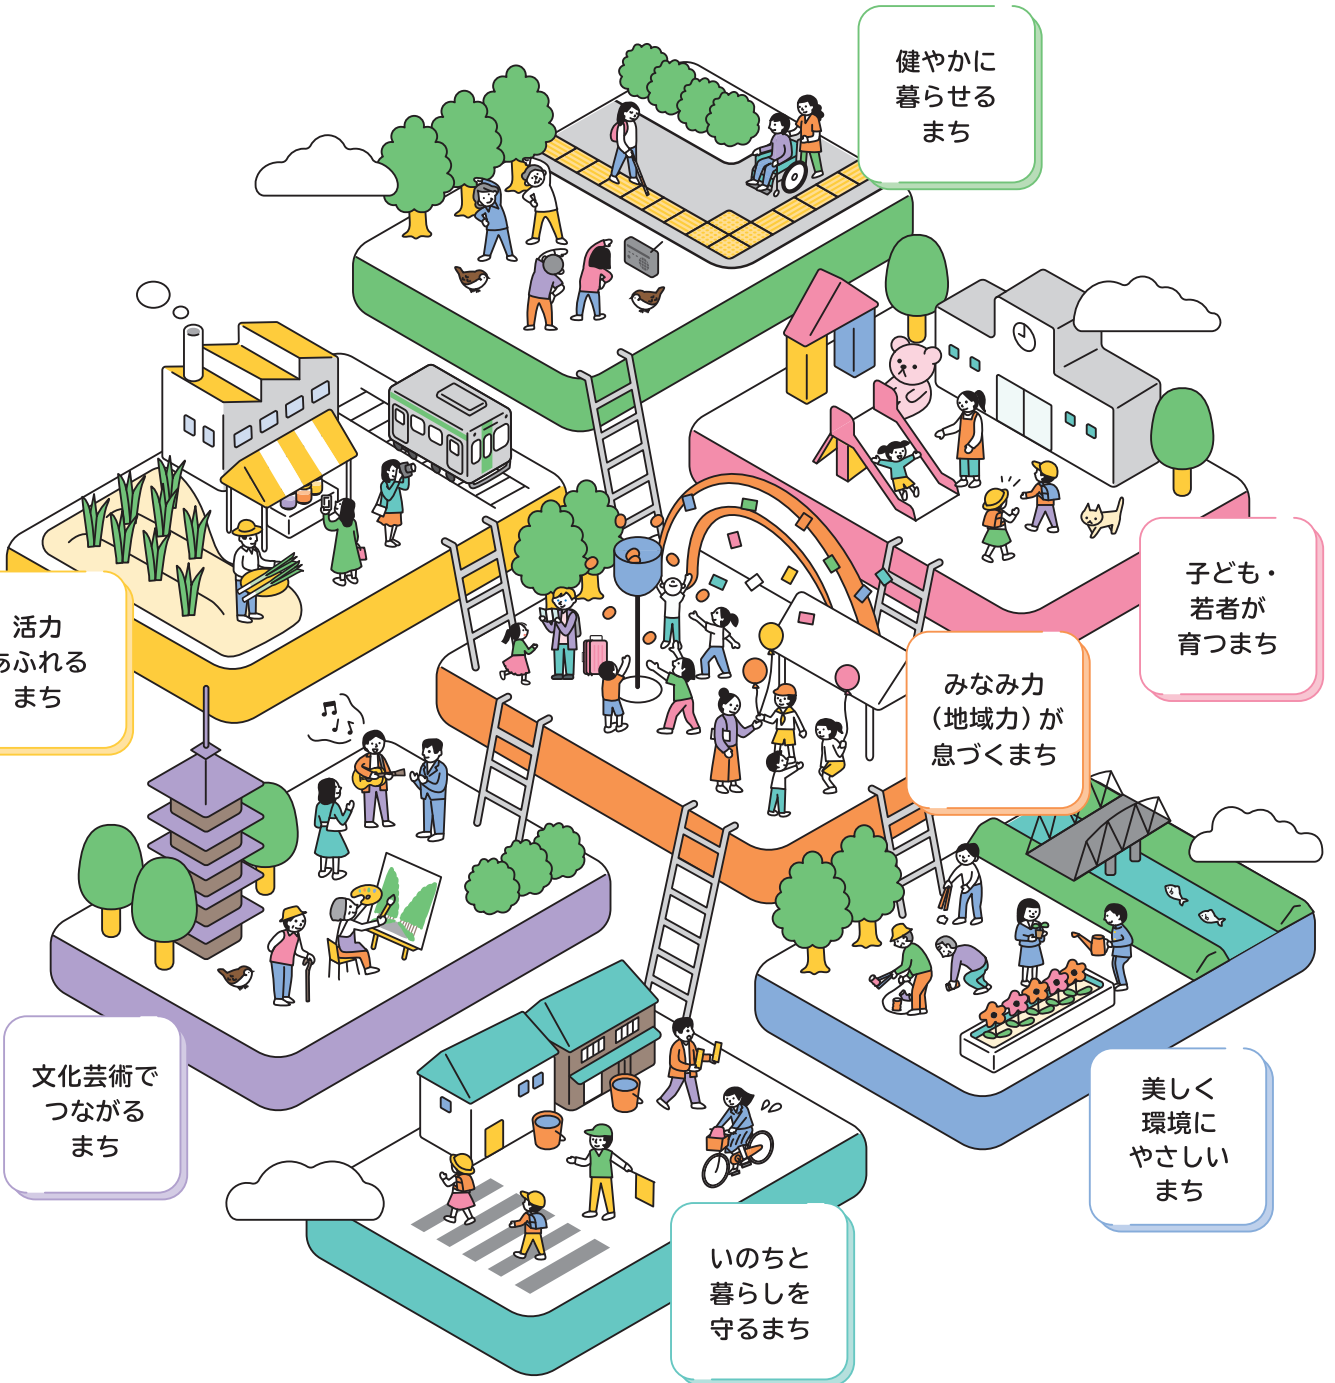 健やかに
暮らせる
まち
子ども・
若者が
育つまち
活力
あふれる
まち
みなみ力
（地域力）が
息づくまち
文化芸術で
つながる
まち
美しく
環境に
やさしい
まち
いのちと
暮らしを
守るまち